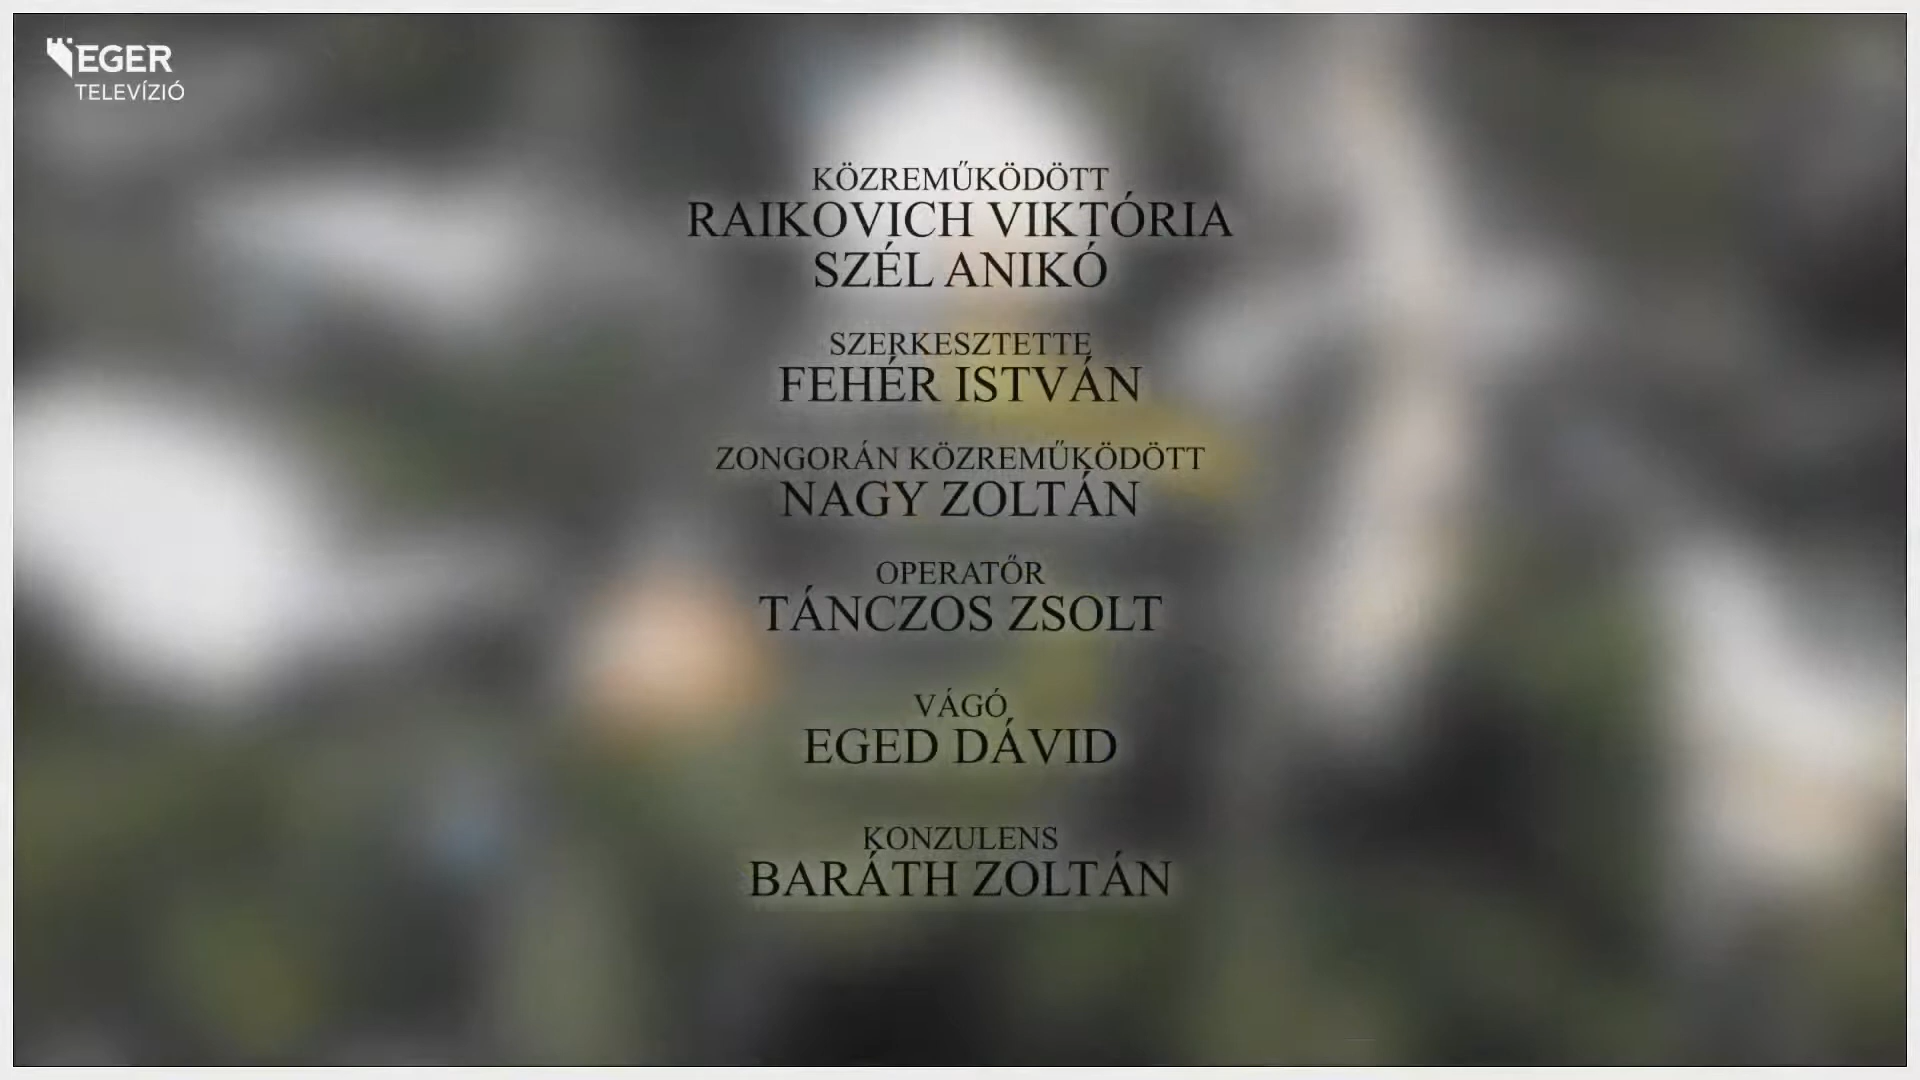 EGER
TELEVÍZIÓ
KÖZREMŰKÖDÖTT
RAIKOVICH VIKTÓRIA
SZÉL ANIKÓ
SZERKESZTETTE
FEHÉR ISTVÁN
ZONGORÁN KÖZREMŰKÖDÖTT
NAGY ZOLTÁN
OPERATŐR
TÁNCZOS ZSOLT
VÁGÓ
EGED DÁVID
KONZULENS
BARÁTH ZOLTÁN